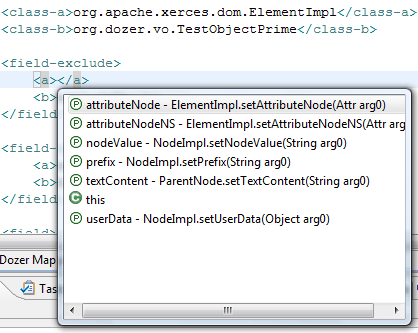 <class-a>org.apache.xerces.dom.ElementImpl</class-a>
<class-b>org.dozer.vo.TestObjectPrime</class-b>
<field-exclude>
<a></a>
<b>
</field
<field-
<a>
<b>
</field
<field
attributeNode - ElementImpl.setAttributeNode(Attr arg0)
attributeNodeNS - ElementImpl.setAttributeNodeNS(Attr arg
nodeValue - NodeImpl.setNodeValue(String arg0)
prefix - NodeImpl.setPrefix(String arg0)
textContent - ParentNode.setTextContent(String arg0)
this
userData - NodeImpl.setUserData(Object arg0)
Dozer Map
Tas